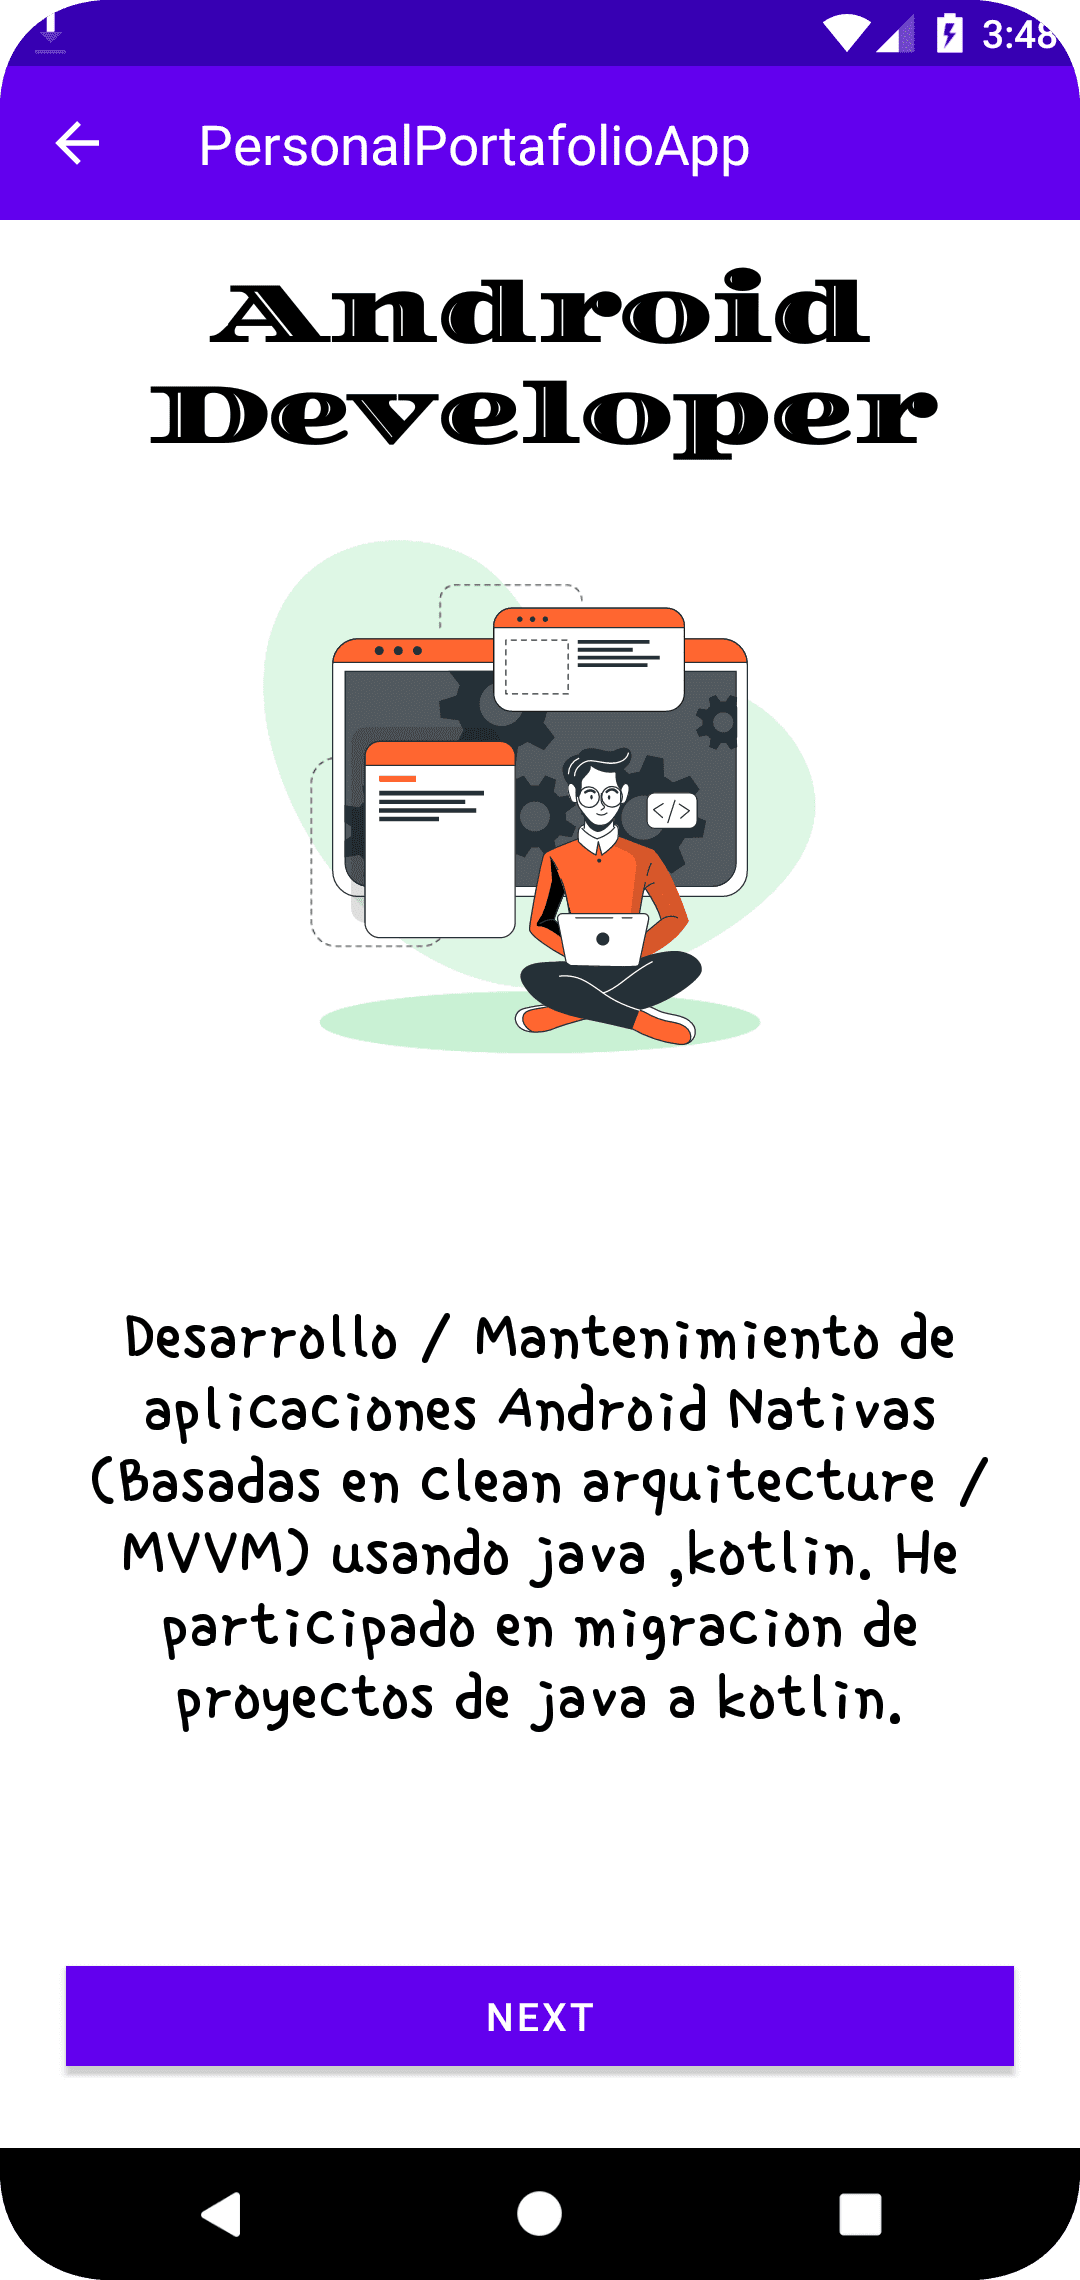 3:48
PersonalPortafolioApp
Android
Developer
</>
Desarrollo / Mantenimiento de
aplicaciones Android Nativas
(Basadas en clean arquitecture /
MVVM) usando java ,kotlin. He
participado en migracion de
proyectos de java a kotlin.
NEXT